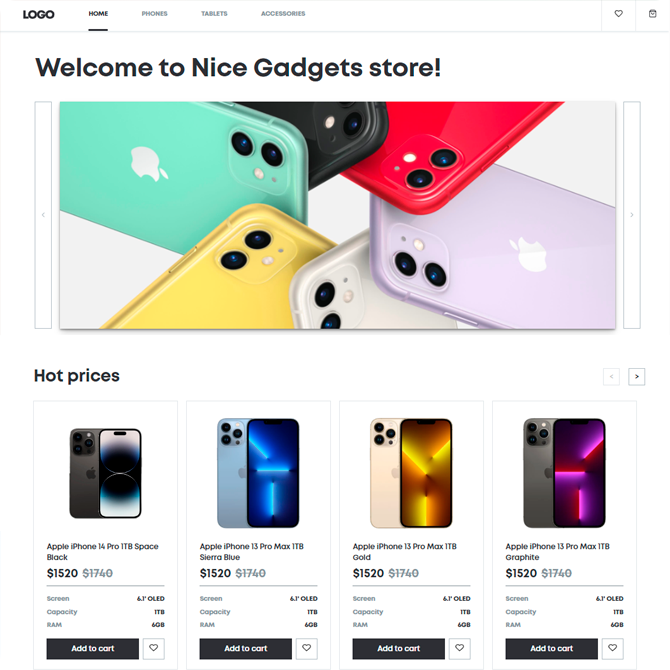 LOGO HOME PHONES TABLETS ACCESSORIES
Welcome to Nice Gadgets store!
Hot prices
Apple iPhone 14 Pro 1TB Space
Black
$1520 $1740
Screen 6.1' OLED
Capacity 1TB
RAM 6GB
Add to cart
Apple iPhone 13 Pro Max 1TB
Sierra Blue
$1520 $1740
Screen 6.1' OLED
Capacity 1TB
RAM 6GB
Add to cart
Apple iPhone 13 Pro Max 1TB
Gold
$1520 $1740
Screen 6.1' OLED
Capacity 1TB
RAM 6GB
Add to cart
Apple iPhone 13 Pro Max 1TB
Graphite
$1520 $1740
Screen 6.1' OLED
Capacity 1TB
RAM 6GB
Add to cart